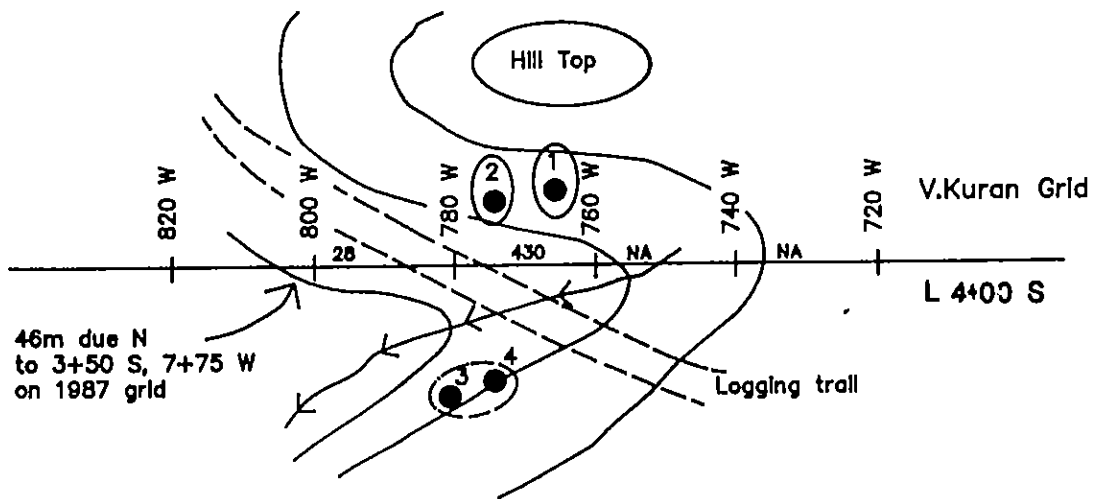 Hill Top
1
2
820 W
800 W
780 W
760 W
740 W
720 W
V.Kuran Grid
28
430
NA
NA
L 4+00 S
46m due N
to 3+50 S, 7+75 W
on 1987 grid
4
3
Logging trail